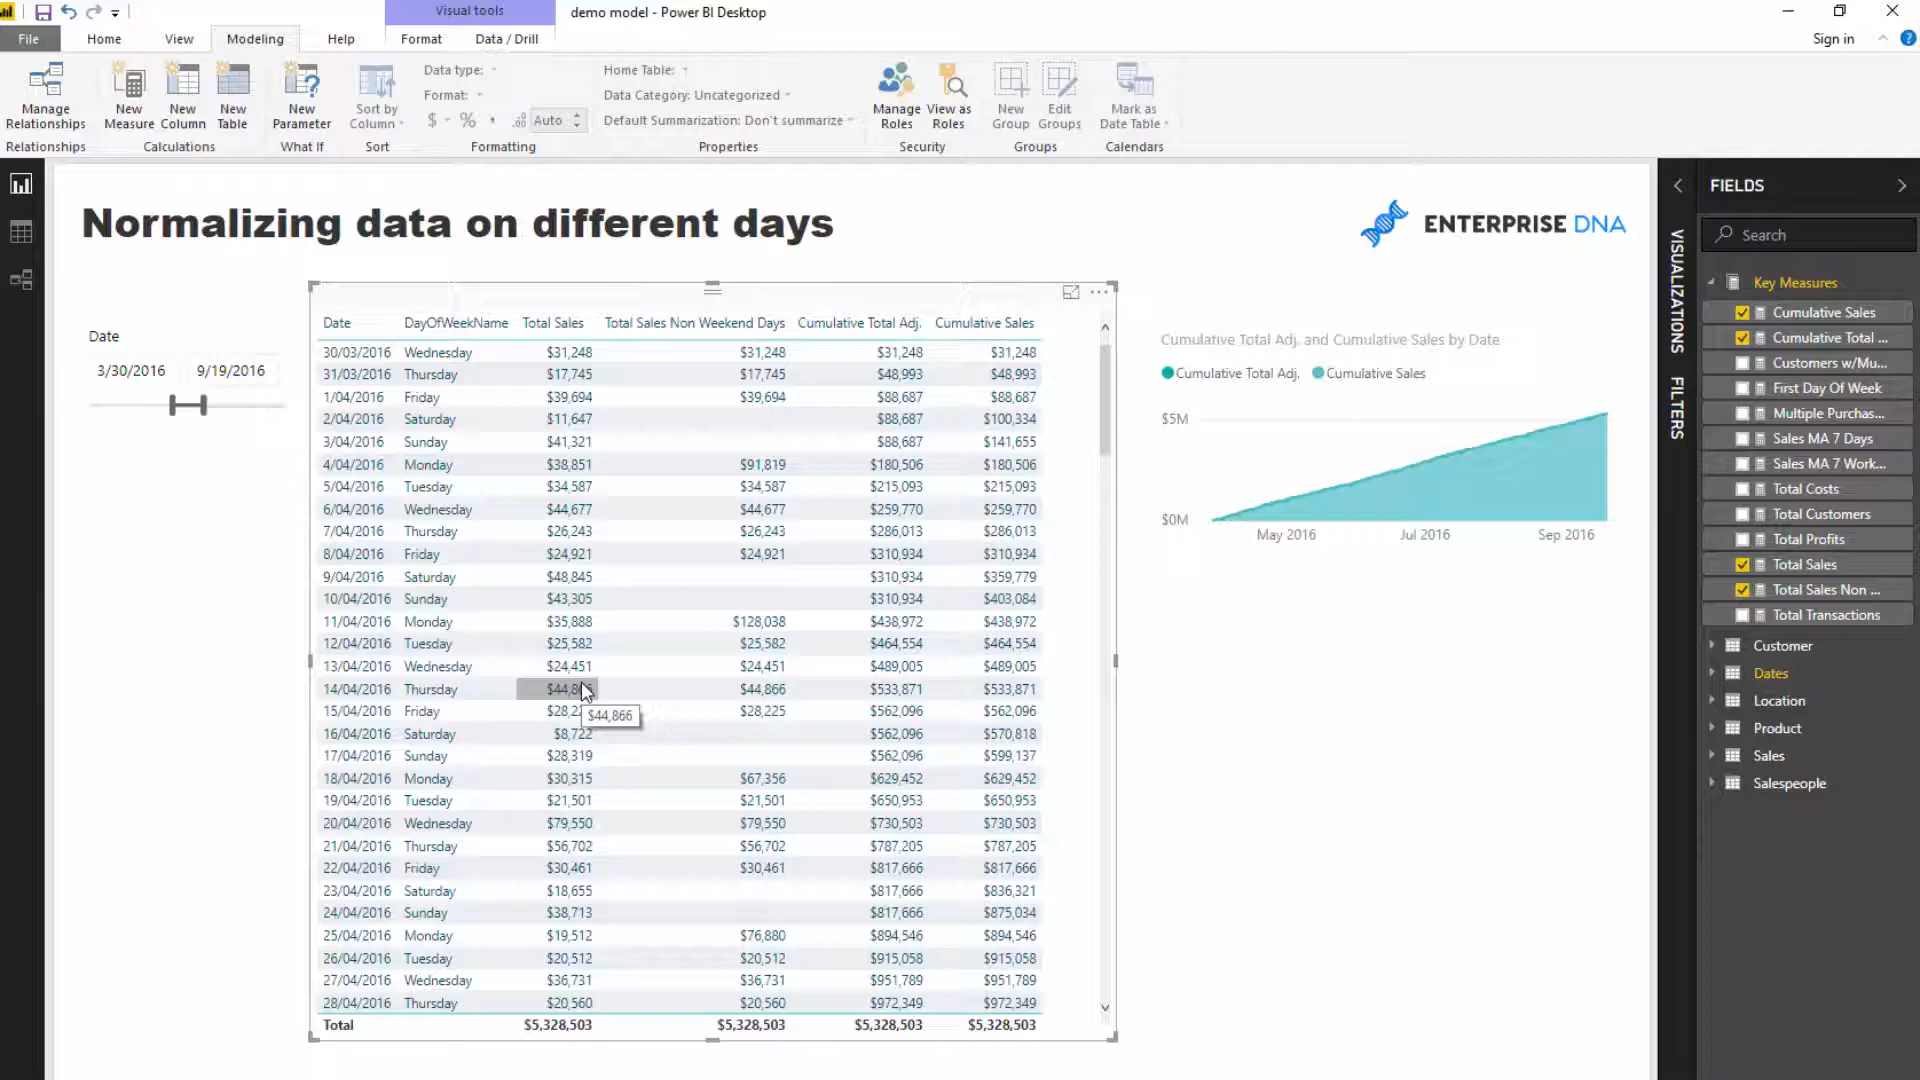 Visual tools
demo model - Power BI Desktop
File Home View Modeling Help Format Data / Drill Sign in
Manage Relationships
New Measure
New Column
New Table
New Parameter
Sort by Column
Data type:
Format:
$ % , .00 Auto
Home Table:
Data Category: Uncategorized
Default Summarization: Don't summarize
Manage Roles
View as Roles
New Group
Edit Groups
Mark as Date Table
Relationships Calculations What If Sort Formatting Properties Security Groups Calendars
Normalizing data on different days
ENTERPRISE DNA
Date
3/30/2016 9/19/2016
Date DayOfWeekName Total Sales Total Sales Non Weekend Days Cumulative Total Adj. Cumulative Sales
30/03/2016 Wednesday $31,248 $31,248 $31,248 $31,248
31/03/2016 Thursday $17,745 $17,745 $48,993 $48,993
1/04/2016 Friday $39,694 $39,694 $88,687 $88,687
2/04/2016 Saturday $11,647 $88,687 $100,334
3/04/2016 Sunday $41,321 $88,687 $141,655
4/04/2016 Monday $38,851 $91,819 $180,506 $180,506
5/04/2016 Tuesday $34,587 $34,587 $215,093 $215,093
6/04/2016 Wednesday $44,677 $44,677 $259,770 $259,770
7/04/2016 Thursday $26,243 $26,243 $286,013 $286,013
8/04/2016 Friday $24,921 $24,921 $310,934 $310,934
9/04/2016 Saturday $48,845 $310,934 $359,779
10/04/2016 Sunday $43,305 $310,934 $403,084
11/04/2016 Monday $35,888 $128,038 $438,972 $438,972
12/04/2016 Tuesday $25,582 $25,582 $464,554 $464,554
13/04/2016 Wednesday $24,451 $24,451 $489,005 $489,005
14/04/2016 Thursday $44,866 $44,866 $533,871 $533,871
15/04/2016 Friday $28,22 $28,225 $562,096 $562,096
$44,866
16/04/2016 Saturday $8,722 $562,096 $570,818
17/04/2016 Sunday $28,319 $562,096 $599,137
18/04/2016 Monday $30,315 $67,356 $629,452 $629,452
19/04/2016 Tuesday $21,501 $21,501 $650,953 $650,953
20/04/2016 Wednesday $79,550 $79,550 $730,503 $730,503
21/04/2016 Thursday $56,702 $56,702 $787,205 $787,205
22/04/2016 Friday $30,461 $30,461 $817,666 $817,666
23/04/2016 Saturday $18,655 $817,666 $836,321
24/04/2016 Sunday $38,713 $817,666 $875,034
25/04/2016 Monday $19,512 $76,880 $894,546 $894,546
26/04/2016 Tuesday $20,512 $20,512 $915,058 $915,058
27/04/2016 Wednesday $36,731 $36,731 $951,789 $951,789
28/04/2016 Thursday $20,560 $20,560 $972,349 $972,349
Total $5,328,503 $5,328,503 $5,328,503 $5,328,503
Cumulative Total Adj. and Cumulative Sales by Date
Cumulative Total Adj. Cumulative Sales
$5M
$0M
May 2016 Jul 2016 Sep 2016
VISUALIZATIONS
FILTERS
FIELDS
Search
Key Measures
Cumulative Sales
Cumulative Total ...
Customers w/Mu...
First Day Of Week
Multiple Purchas...
Sales MA 7 Days
Sales MA 7 Work...
Total Costs
Total Customers
Total Profits
Total Sales
Total Sales Non ...
Total Transactions
Customer
Dates
Location
Product
Sales
Salespeople